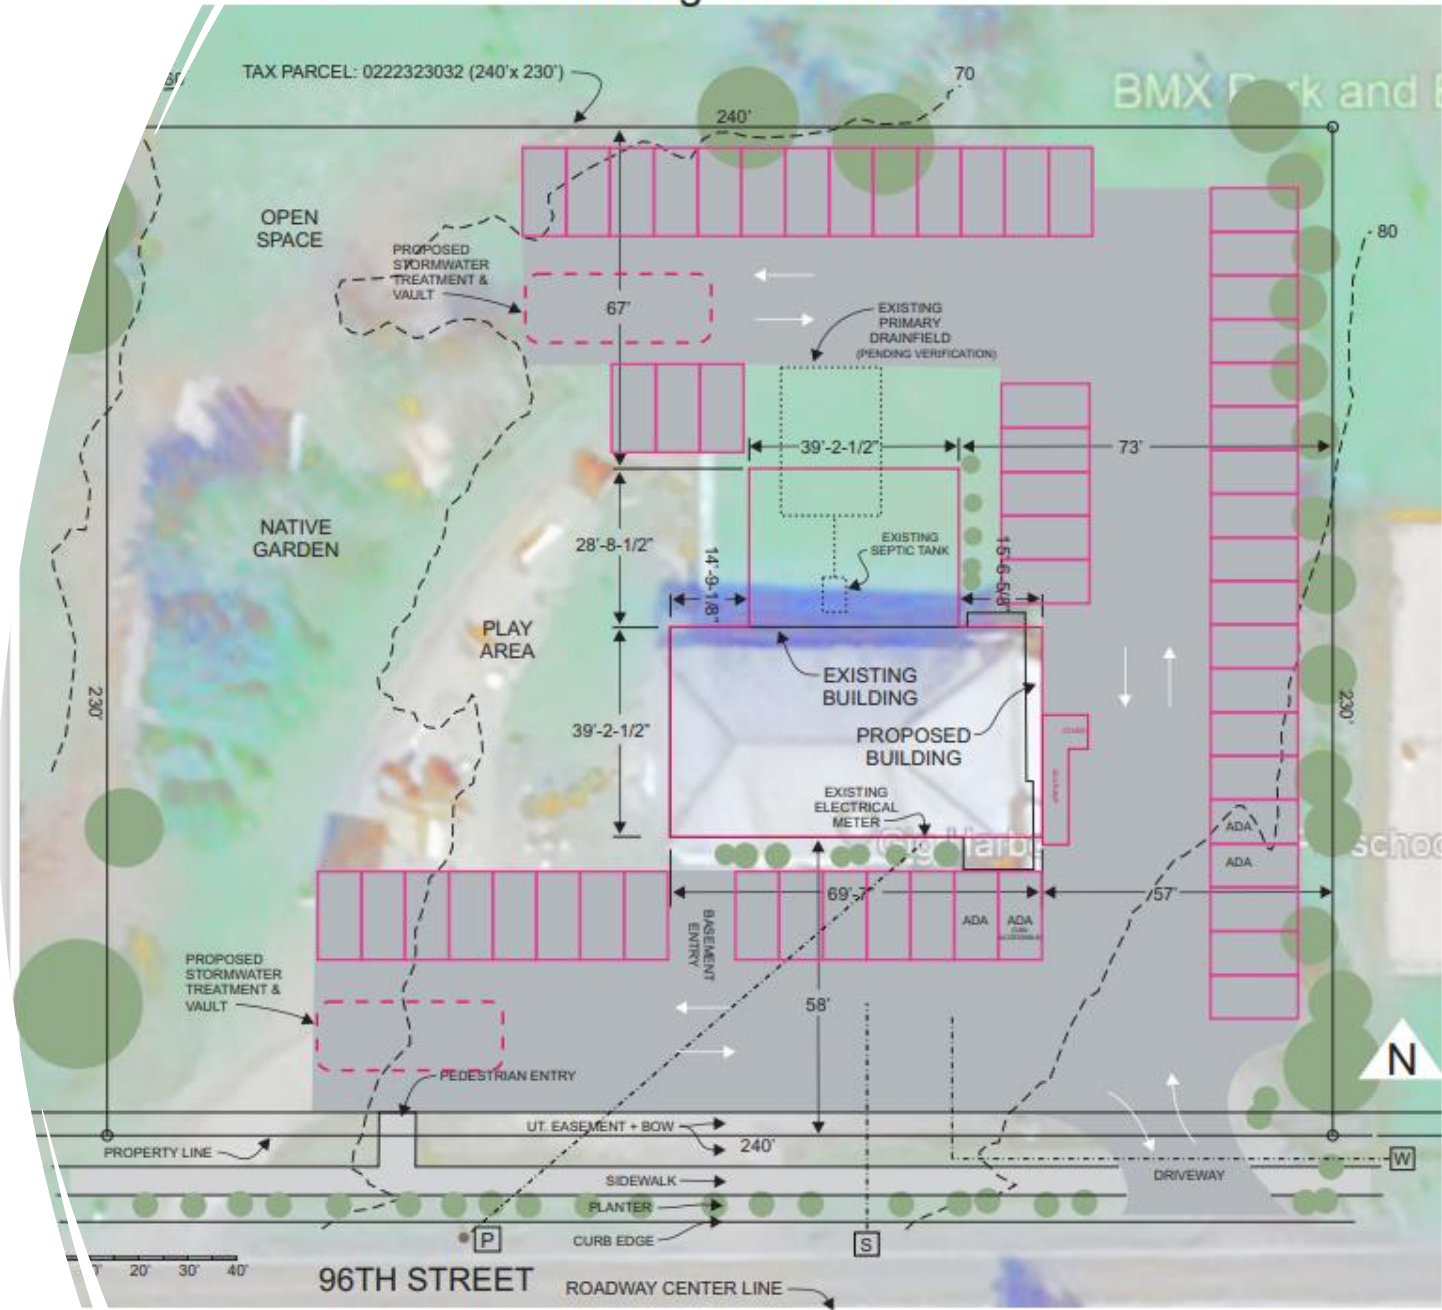 TAX PARCEL: 0222323032 (240'x 230')
70
BMX Park and
240'
80
OPEN
SPACE
PROPOSED
STORMWATER
TREATMENT &
VAULT
67'
EXISTING
PRIMARY
DRAINFIELD
(PENDING VERIFICATION)
39'-2-1/2"
73'
NATIVE
GARDEN
28'-8-1/2"
14'-9-1/8"
EXISTING
SEPTIC TANK
15'-6-5/8"
PLAY
AREA
EXISTING
BUILDING
230'
230'
39'-2-1/2"
PROPOSED
BUILDING
EXISTING
ELECTRICAL
METER
ADA
Gig Harb
schoo
ADA
69'-7"
57'
BASEMENT
ENTRY
ADA
ADA
PROPOSED
STORMWATER
TREATMENT &
VAULT
58'
N
PEDESTRIAN ENTRY
UT. EASEMENT + BOW
240'
PROPERTY LINE
W
SIDEWALK
DRIVEWAY
PLANTER
P
CURB EDGE
S
20' 30' 40'
96TH STREET
ROADWAY CENTER LINE